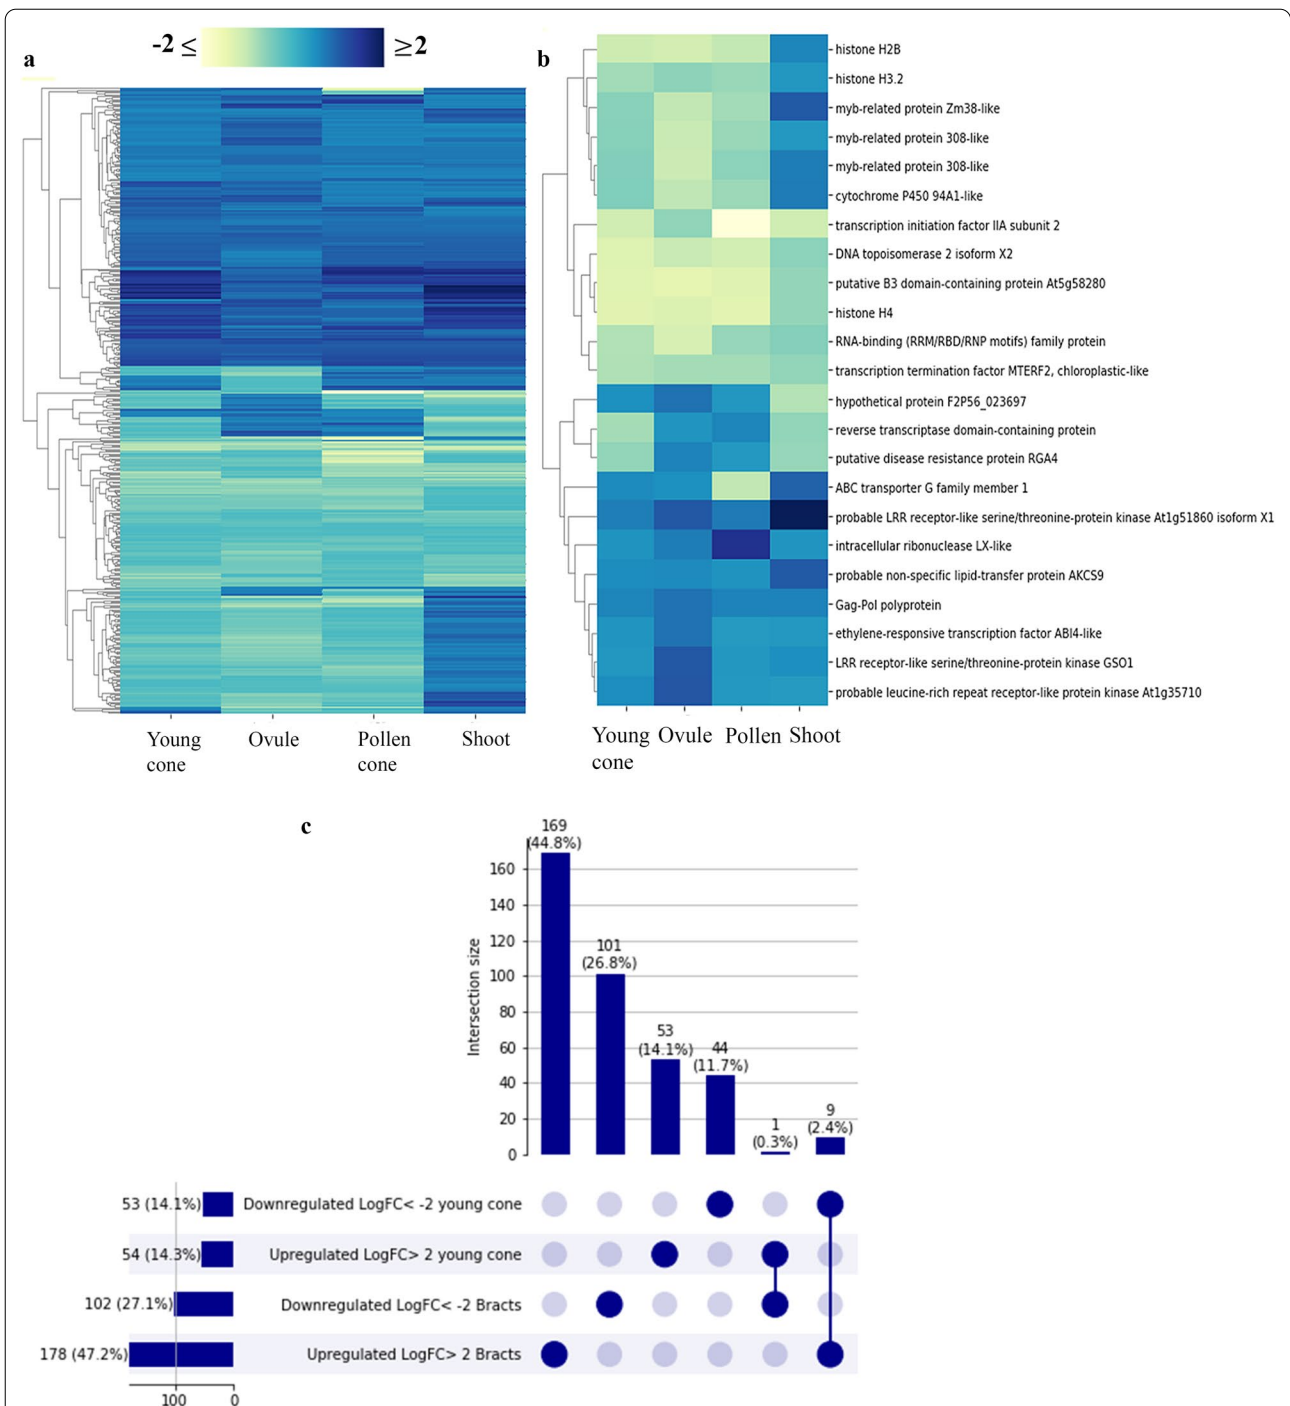 a
-2 ≤
≥2
Young
cone
Ovule
Pollen
cone
Shoot
b
histone H2B
histone H3.2
myb-related protein Zm38-like
myb-related protein 308-like
myb-related protein 308-like
cytochrome P450 94A1-like
transcription initiation factor IIA subunit 2
DNA topoisomerase 2 isoform X2
putative B3 domain-containing protein At5g58280
histone H4
RNA-binding (RRM/RBD/RNP motifs) family protein
transcription termination factor MTERF2, chloroplastic-like
hypothetical protein F2P56_023697
reverse transcriptase domain-containing protein
putative disease resistance protein RGA4
ABC transporter G family member 1
probable LRR receptor-like serine/threonine-protein kinase At1g51860 isoform X1
intracellular ribonuclease LX-like
probable non-specific lipid-transfer protein AKCS9
Gag-Pol polyprotein
ethylene-responsive transcription factor ABI4-like
LRR receptor-like serine/threonine-protein kinase GSO1
probable leucine-rich repeat receptor-like protein kinase At1g35710
Young
cone
Ovule
Pollen
Shoot
c
Intersection size
160
140
120
100
80
60
40
20
0
169
(44.8%)
101
(26.8%)
53
(14.1%)
44
(11.7%)
1
(0.3%)
9
(2.4%)
53 (14.1%)
Downregulated LogFC< -2 young cone
54 (14.3%)
Upregulated LogFC> 2 young cone
102 (27.1%)
Downregulated LogFC< -2 Bracts
178 (47.2%)
Upregulated LogFC> 2 Bracts
100
0